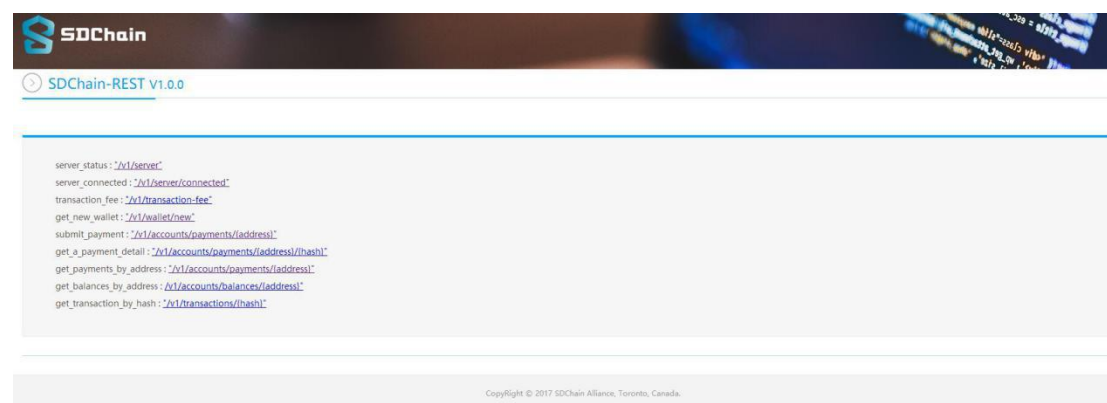 SDChain
SDChain-REST V1.0.0
server_status : "/v1/server"
server_connected : "/v1/server/connected"
transaction_fee : "/v1/transaction-fee"
get_new_wallet : "/v1/wallet/new"
submit_payment : "/v1/accounts/payments/{address}"
get_a_payment_detail : "/v1/accounts/payments/{address}/{hash}"
get_payments_by_address : "/v1/accounts/payments/{address}"
get_balances_by_address : /v1/accounts/balances/{address}"
get_transaction_by_hash : "/v1/transactions/{hash}"
CopyRight © 2017 SDChain Alliance, Toronto, Canada.